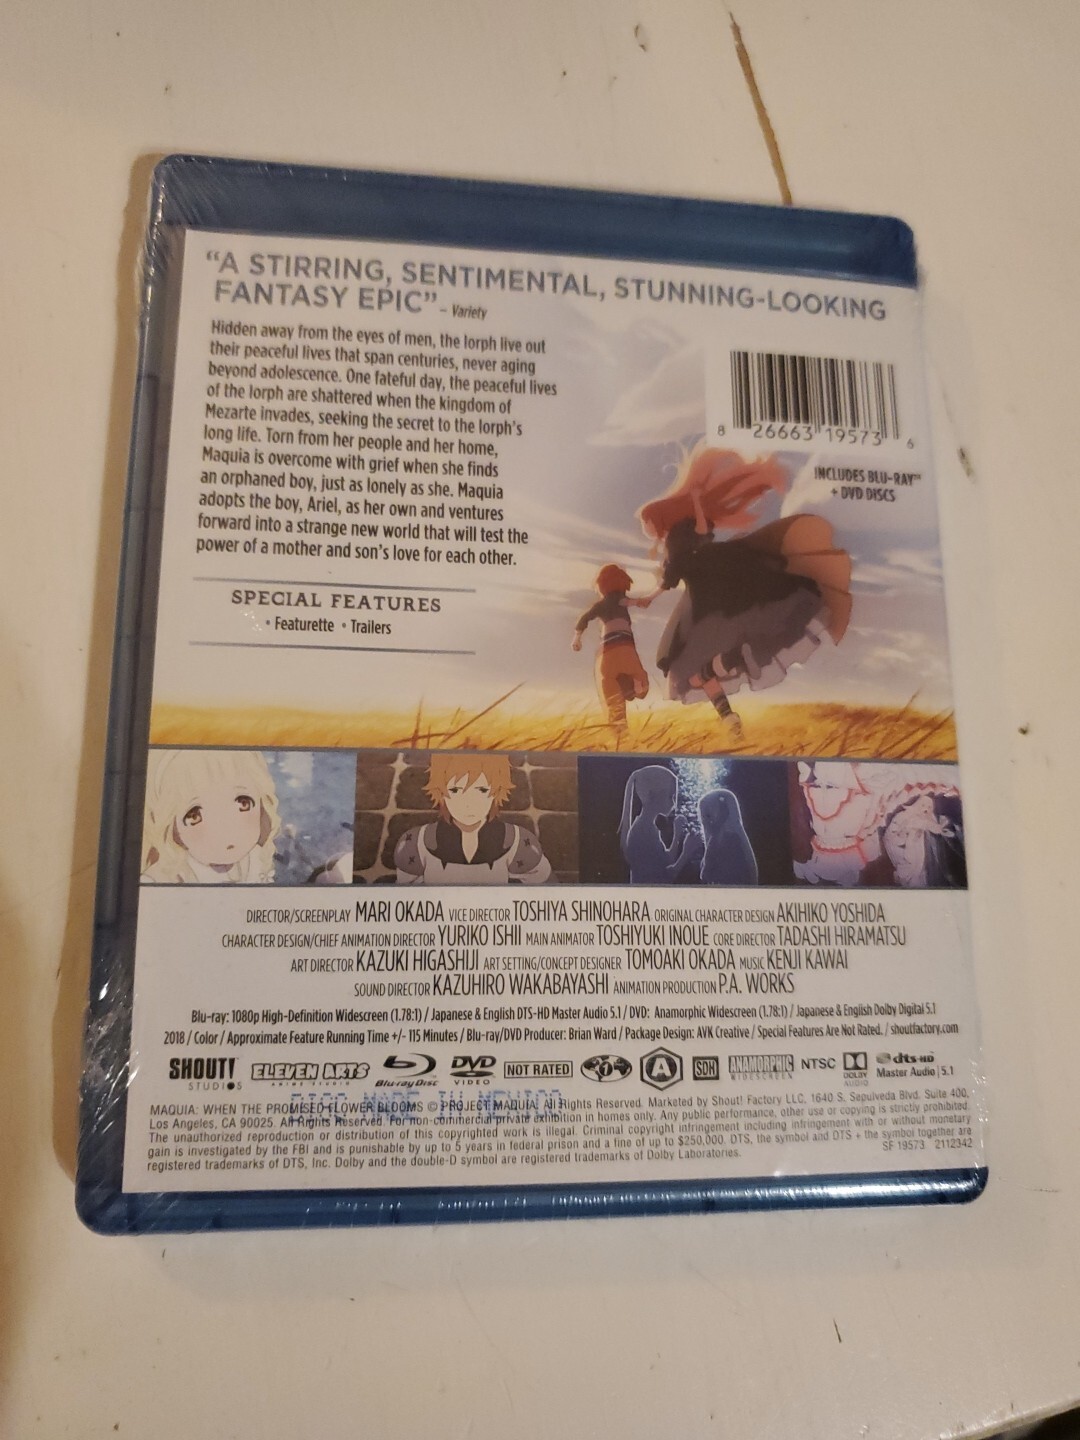 “A STIRRING, SENTIMENTAL, STUNNING-LOOKING
FANTASY EPIC” – Variety
Hidden away from the eyes of men, the Iorph live out
their peaceful lives that span centuries, never aging
beyond adolescence. One fateful day, the peaceful lives
of the Iorph are shattered when the kingdom of
Mezarte invades, seeking the secret to the Iorph's
long life. Torn from her people and her home,
Maquia is overcome with grief when she finds
an orphaned boy, just as lonely as she. Maquia
adopts the boy, Ariel, as her own and ventures
forward into a strange new world that will test the
power of a mother and son's love for each other.
8 26663 19573 6
INCLUDES BLU-RAY™
+ DVD DISCS
SPECIAL FEATURES
• Featurette • Trailers
DIRECTOR/SCREENPLAY MARI OKADA VICE DIRECTOR TOSHIYA SHINOHARA ORIGINAL CHARACTER DESIGN AKIHIKO YOSHIDA
CHARACTER DESIGN/CHIEF ANIMATION DIRECTOR YURIKO ISHII MAIN ANIMATOR TOSHIYUKI INOUE CORE DIRECTOR TADASHI HIRAMATSU
ART DIRECTOR KAZUKI HIGASHIJI ART SETTING/CONCEPT DESIGNER TOMOAKI OKADA MUSIC KENJI KAWAI
SOUND DIRECTOR KAZUHIRO WAKABAYASHI ANIMATION PRODUCTION P.A. WORKS
Blu-ray: 1080p High-Definition Widescreen (1.78:1) / Japanese & English DTS-HD Master Audio 5.1 / DVD: Anamorphic Widescreen (1.78:1) / Japanese & English Dolby Digital 5.1
2018 / Color / Approximate Feature Running Time +/- 115 Minutes / Blu-ray/DVD Producer: Brian Ward / Package Design: AVK Creative / Special Features Are Not Rated. / shoutfactory.com
SHOUT! STUDIOS ELEVEN ARTS ANIME STUDIO Blu-ray Disc DVD VIDEO NOT RATED 1 A SDH ANAMORPHIC WIDESCREEN NTSC DOLBY AUDIO dts-HD Master Audio 5.1
DISC MADE IN MEXICO
MAQUIA: WHEN THE PROMISED FLOWER BLOOMS © PROJECT MAQUIA. All Rights Reserved. Marketed by Shout! Factory LLC, 1640 S. Sepulveda Blvd. Suite 400,
Los Angeles, CA 90025. All Rights Reserved. For non-commercial private exhibition in homes only. Any public performance, other use or copying is strictly prohibited.
The unauthorized reproduction or distribution of this copyrighted work is illegal. Criminal copyright infringement including infringement with or without monetary
gain is investigated by the FBI and is punishable by up to 5 years in federal prison and a fine of up to $250,000. DTS, the symbol and DTS + the symbol together are
registered trademarks of DTS, Inc. Dolby and the double-D symbol are registered trademarks of Dolby Laboratories.
SF 19573 2112342